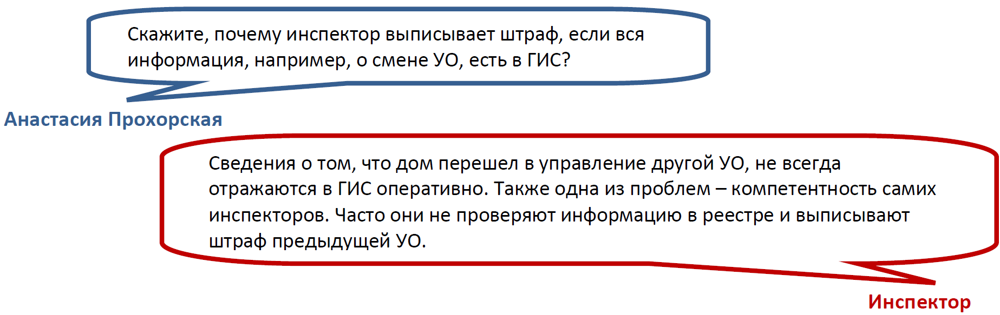 Скажите, почему инспектор выписывает штраф, если вся
информация, например, о смене УО, есть в ГИС?
Анастасия Прохорская
Сведения о том, что дом перешел в управление другой УО, не всегда
отражаются в ГИС оперативно. Также одна из проблем – компетентность самих
инспекторов. Часто они не проверяют информацию в реестре и выписывают
штраф предыдущей УО.
Инспектор